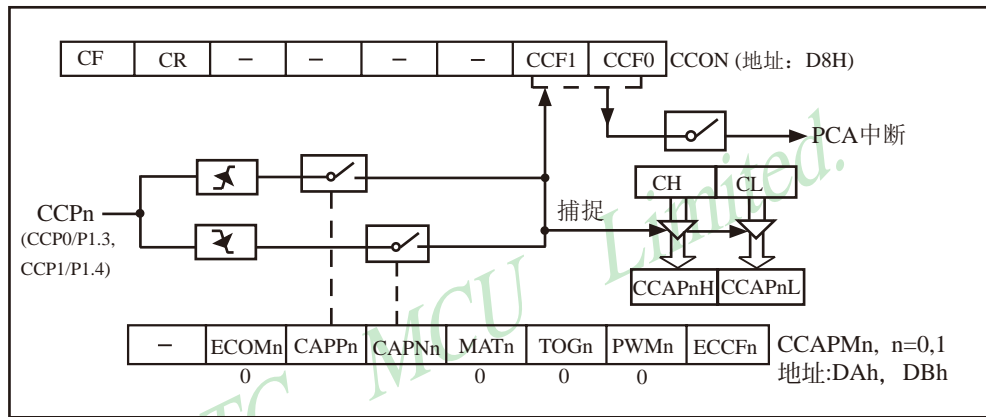 CF CR – – – – CCF1 CCF0 CCON (地址：D8H)
PCA中断
CH CL
捕捉
CCPn
(CCP0/P1.3,
CCP1/P1.4)
CCAPnH CCAPnL
– ECOMn CAPPn CAPNn MATn TOGn PWMn ECCFn CCAPMn, n=0,1
0 0 0 0 地址:DAh, DBh
MCU Limited.